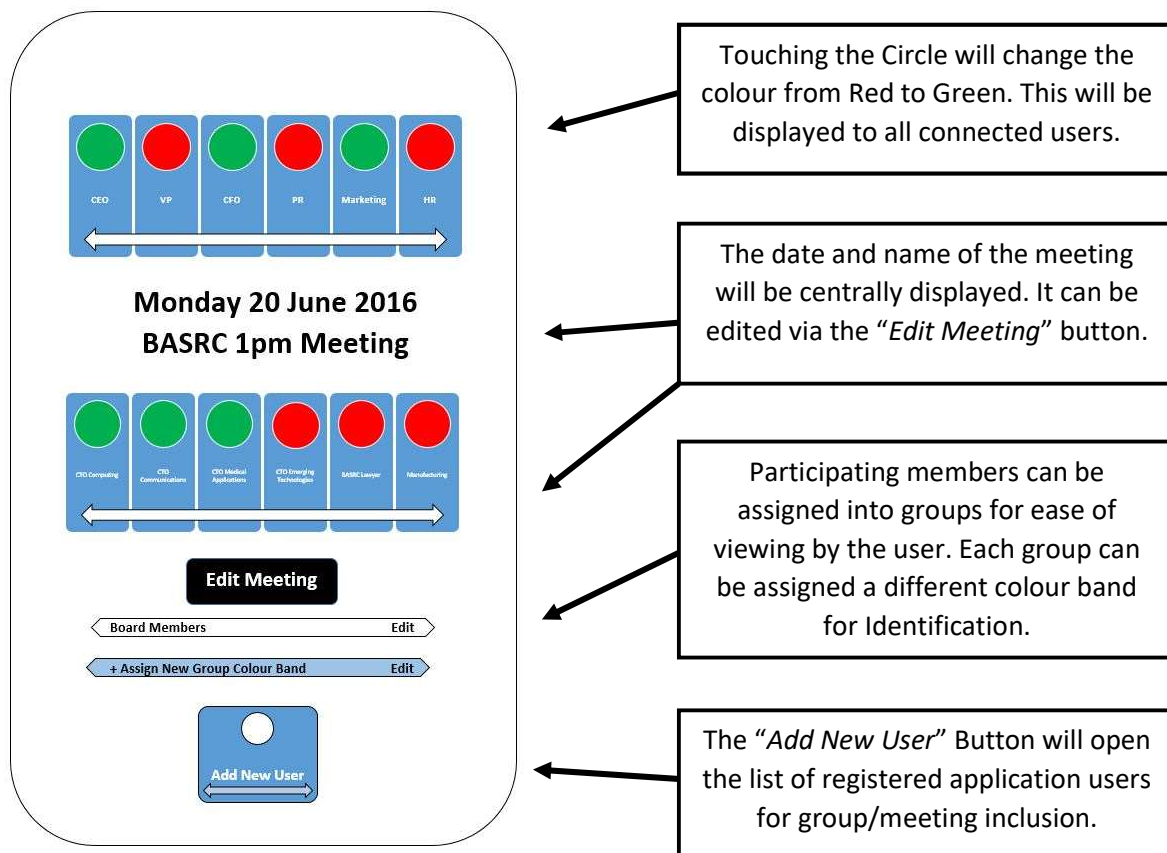 CEO
VP
CFO
PR
Marketing
HR
Monday 20 June 2016
BASRC 1pm Meeting
CTO Computing
CTO
Communications
CTO Medical
Applications
CTO Emerging
Technologies
BASRC Lawyer
Manufacturing
Edit Meeting
Board Members Edit
+ Assign New Group Colour Band Edit
Add New User
Touching the Circle will change the
colour from Red to Green. This will be
displayed to all connected users.
The date and name of the meeting
will be centrally displayed. It can be
edited via the “Edit Meeting” button.
Participating members can be
assigned into groups for ease of
viewing by the user. Each group can
be assigned a different colour band
for Identification.
The “Add New User” Button will open
the list of registered application users
for group/meeting inclusion.